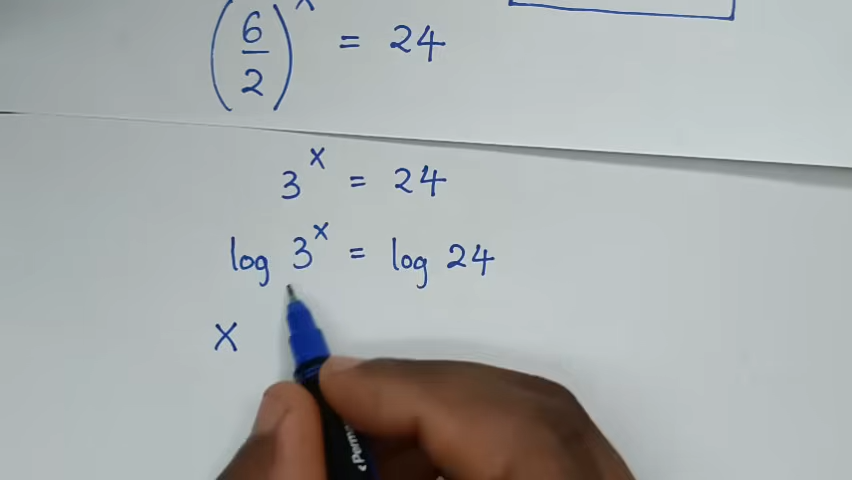 (6/2)^x = 24
3^x = 24
log 3^x = log 24
x